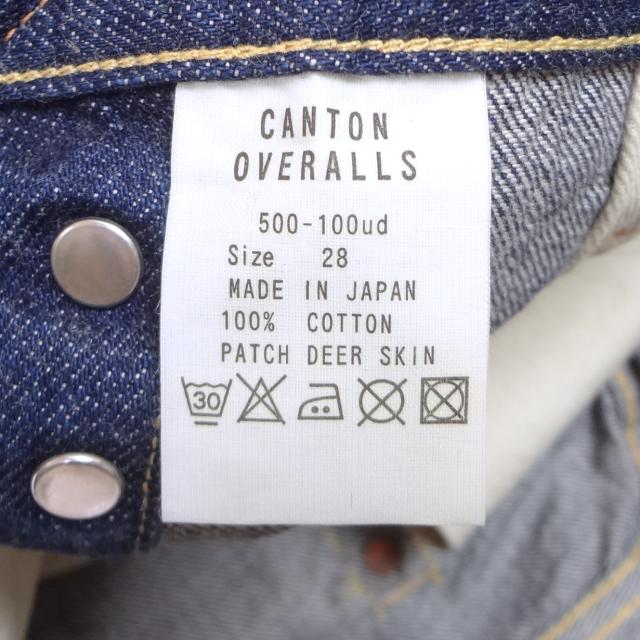 CANTON
OVERALLS
500-100ud
Size 28
MADE IN JAPAN
100% COTTON
PATCH DEER SKIN
30